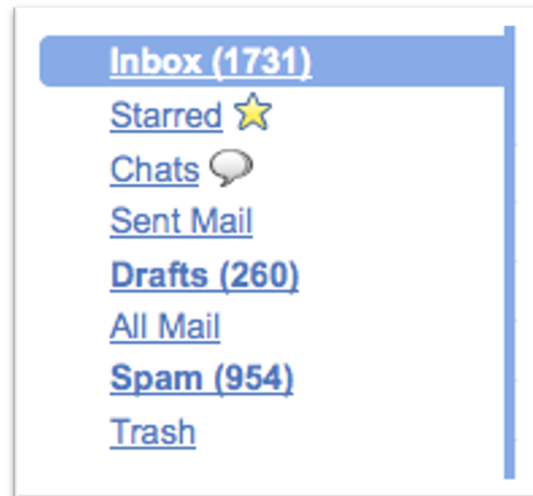 Inbox (1731)
Starred
Chats
Sent Mail
Drafts (260)
All Mail
Spam (954)
Trash